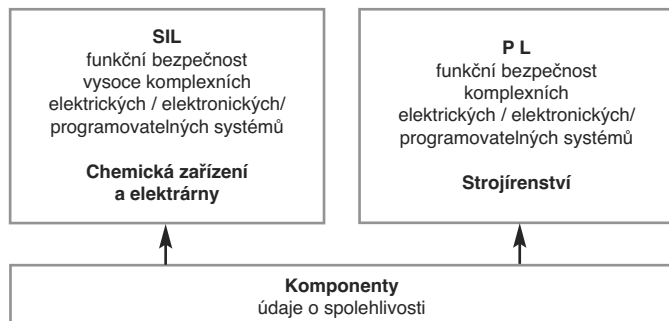 SIL
funkční bezpečnost
vysoce komplexních
elektrických / elektronických/
programovatelných systémů
Chemická zařízení
a elektrárny
P L
funkční bezpečnost
komplexních
elektrických / elektronických/
programovatelných systémů
Strojírenství
Komponenty
údaje o spolehlivosti